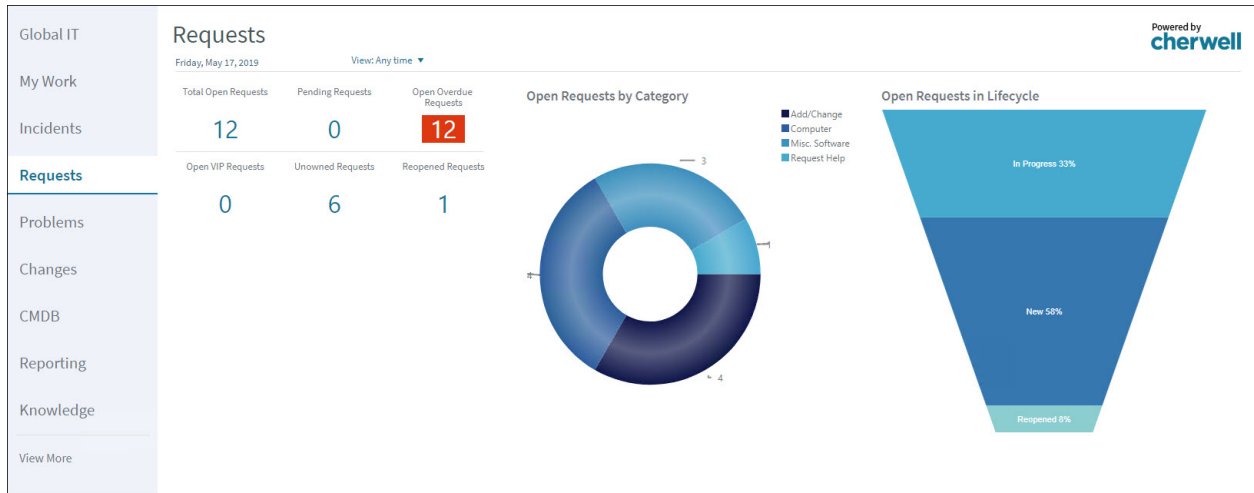 Global IT
My Work
Incidents
Requests
Problems
Changes
CMDB
Reporting
Knowledge
View More
Requests
Friday, May 17, 2019
View: Any time
Powered by
cherwell
Total Open Requests
12
Pending Requests
0
Open Overdue
Requests
12
Open VIP Requests
0
Unowned Requests
6
Reopened Requests
1
Open Requests by Category
Add/Change
Computer
Misc. Software
Request Help
3
1
4
4
Open Requests in Lifecycle
In Progress 33%
New 58%
Reopened 8%